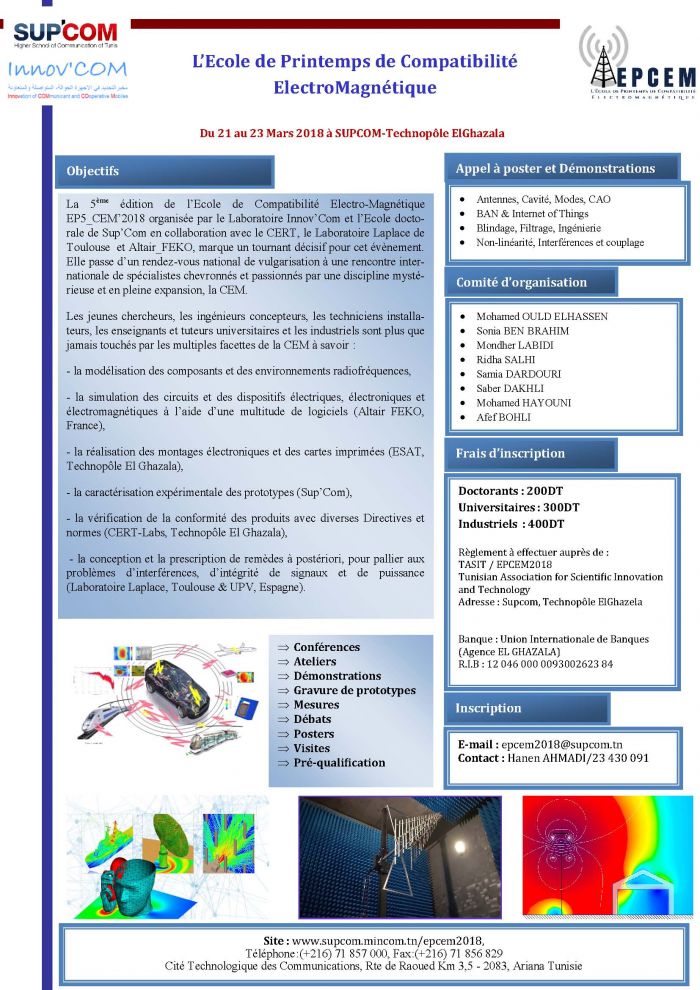 SUP'COM
Higher School of Communication of Tunis
Innov'COM
مخبر التجديد في الأجهزة الجوالة، المتواصلة والمتعاونة
Innovation of COMmunicant and COoperative Mobiles
L'Ecole de Printemps de Compatibilité
ElectroMagnétique
EPCEM
L'École de Printemps de Compatibilité
Électromagnétique
Du 21 au 23 Mars 2018 à SUPCOM-Technopôle ElGhazala
Objectifs
La 5ème édition de l'Ecole de Compatibilité Electro-Magnétique
EP5_CEM'2018 organisée par le Laboratoire Innov'Com et l'Ecole docto-
rale de Sup'Com en collaboration avec le CERT, le Laboratoire Laplace de
Toulouse et Altair_FEKO, marque un tournant décisif pour cet évènement.
Elle passe d'un rendez-vous national de vulgarisation à une rencontre inter-
nationale de spécialistes chevronnés et passionnés par une discipline mysté-
rieuse et en pleine expansion, la CEM.
Les jeunes chercheurs, les ingénieurs concepteurs, les techniciens installa-
teurs, les enseignants et tuteurs universitaires et les industriels sont plus que
jamais touchés par les multiples facettes de la CEM à savoir :
- la modélisation des composants et des environnements radiofréquences,
- la simulation des circuits et des dispositifs électriques, électroniques et
électromagnétiques à l'aide d'une multitude de logiciels (Altair FEKO,
France),
- la réalisation des montages électroniques et des cartes imprimées (ESAT,
Technopôle El Ghazala),
- la caractérisation expérimentale des prototypes (Sup'Com),
- la vérification de la conformité des produits avec diverses Directives et
normes (CERT-Labs, Technopôle El Ghazala),
- la conception et la prescription de remèdes à postériori, pour pallier aux
problèmes d'interférences, d'intégrité de signaux et de puissance
(Laboratoire Laplace, Toulouse & UPV, Espagne).
⇒ Conférences
⇒ Ateliers
⇒ Démonstrations
⇒ Gravure de prototypes
⇒ Mesures
⇒ Débats
⇒ Posters
⇒ Visites
⇒ Pré-qualification
Appel à poster et Démonstrations
• Antennes, Cavité, Modes, CAO
• BAN & Internet of Things
• Blindage, Filtrage, Ingénierie
• Non-linéarité, Interférences et couplage
Comité d'organisation
• Mohamed OULD ELHASSEN
• Sonia BEN BRAHIM
• Mondher LABIDI
• Ridha SALHI
• Samia DARDOURI
• Saber DAKHLI
• Mohamed HAYOUNI
• Afef BOHLI
Frais d'inscription
Doctorants : 200DT
Universitaires : 300DT
Industriels : 400DT
Règlement à effectuer auprès de :
TASIT / EPCEM2018
Tunisian Association for Scientific Innovation
and Technology
Adresse : Supcom, Technopôle ElGhazela
Banque : Union Internationale de Banques
(Agence EL GHAZALA)
R.I.B : 12 046 000 0093002623 84
Inscription
E-mail : epcem2018@supcom.tn
Contact : Hanen AHMADI/23 430 091
Site : www.supcom.mincom.tn/epcem2018,
Téléphone:(+216) 71 857 000, Fax:(+216) 71 856 829
Cité Technologique des Communications, Rte de Raoued Km 3,5 - 2083, Ariana Tunisie